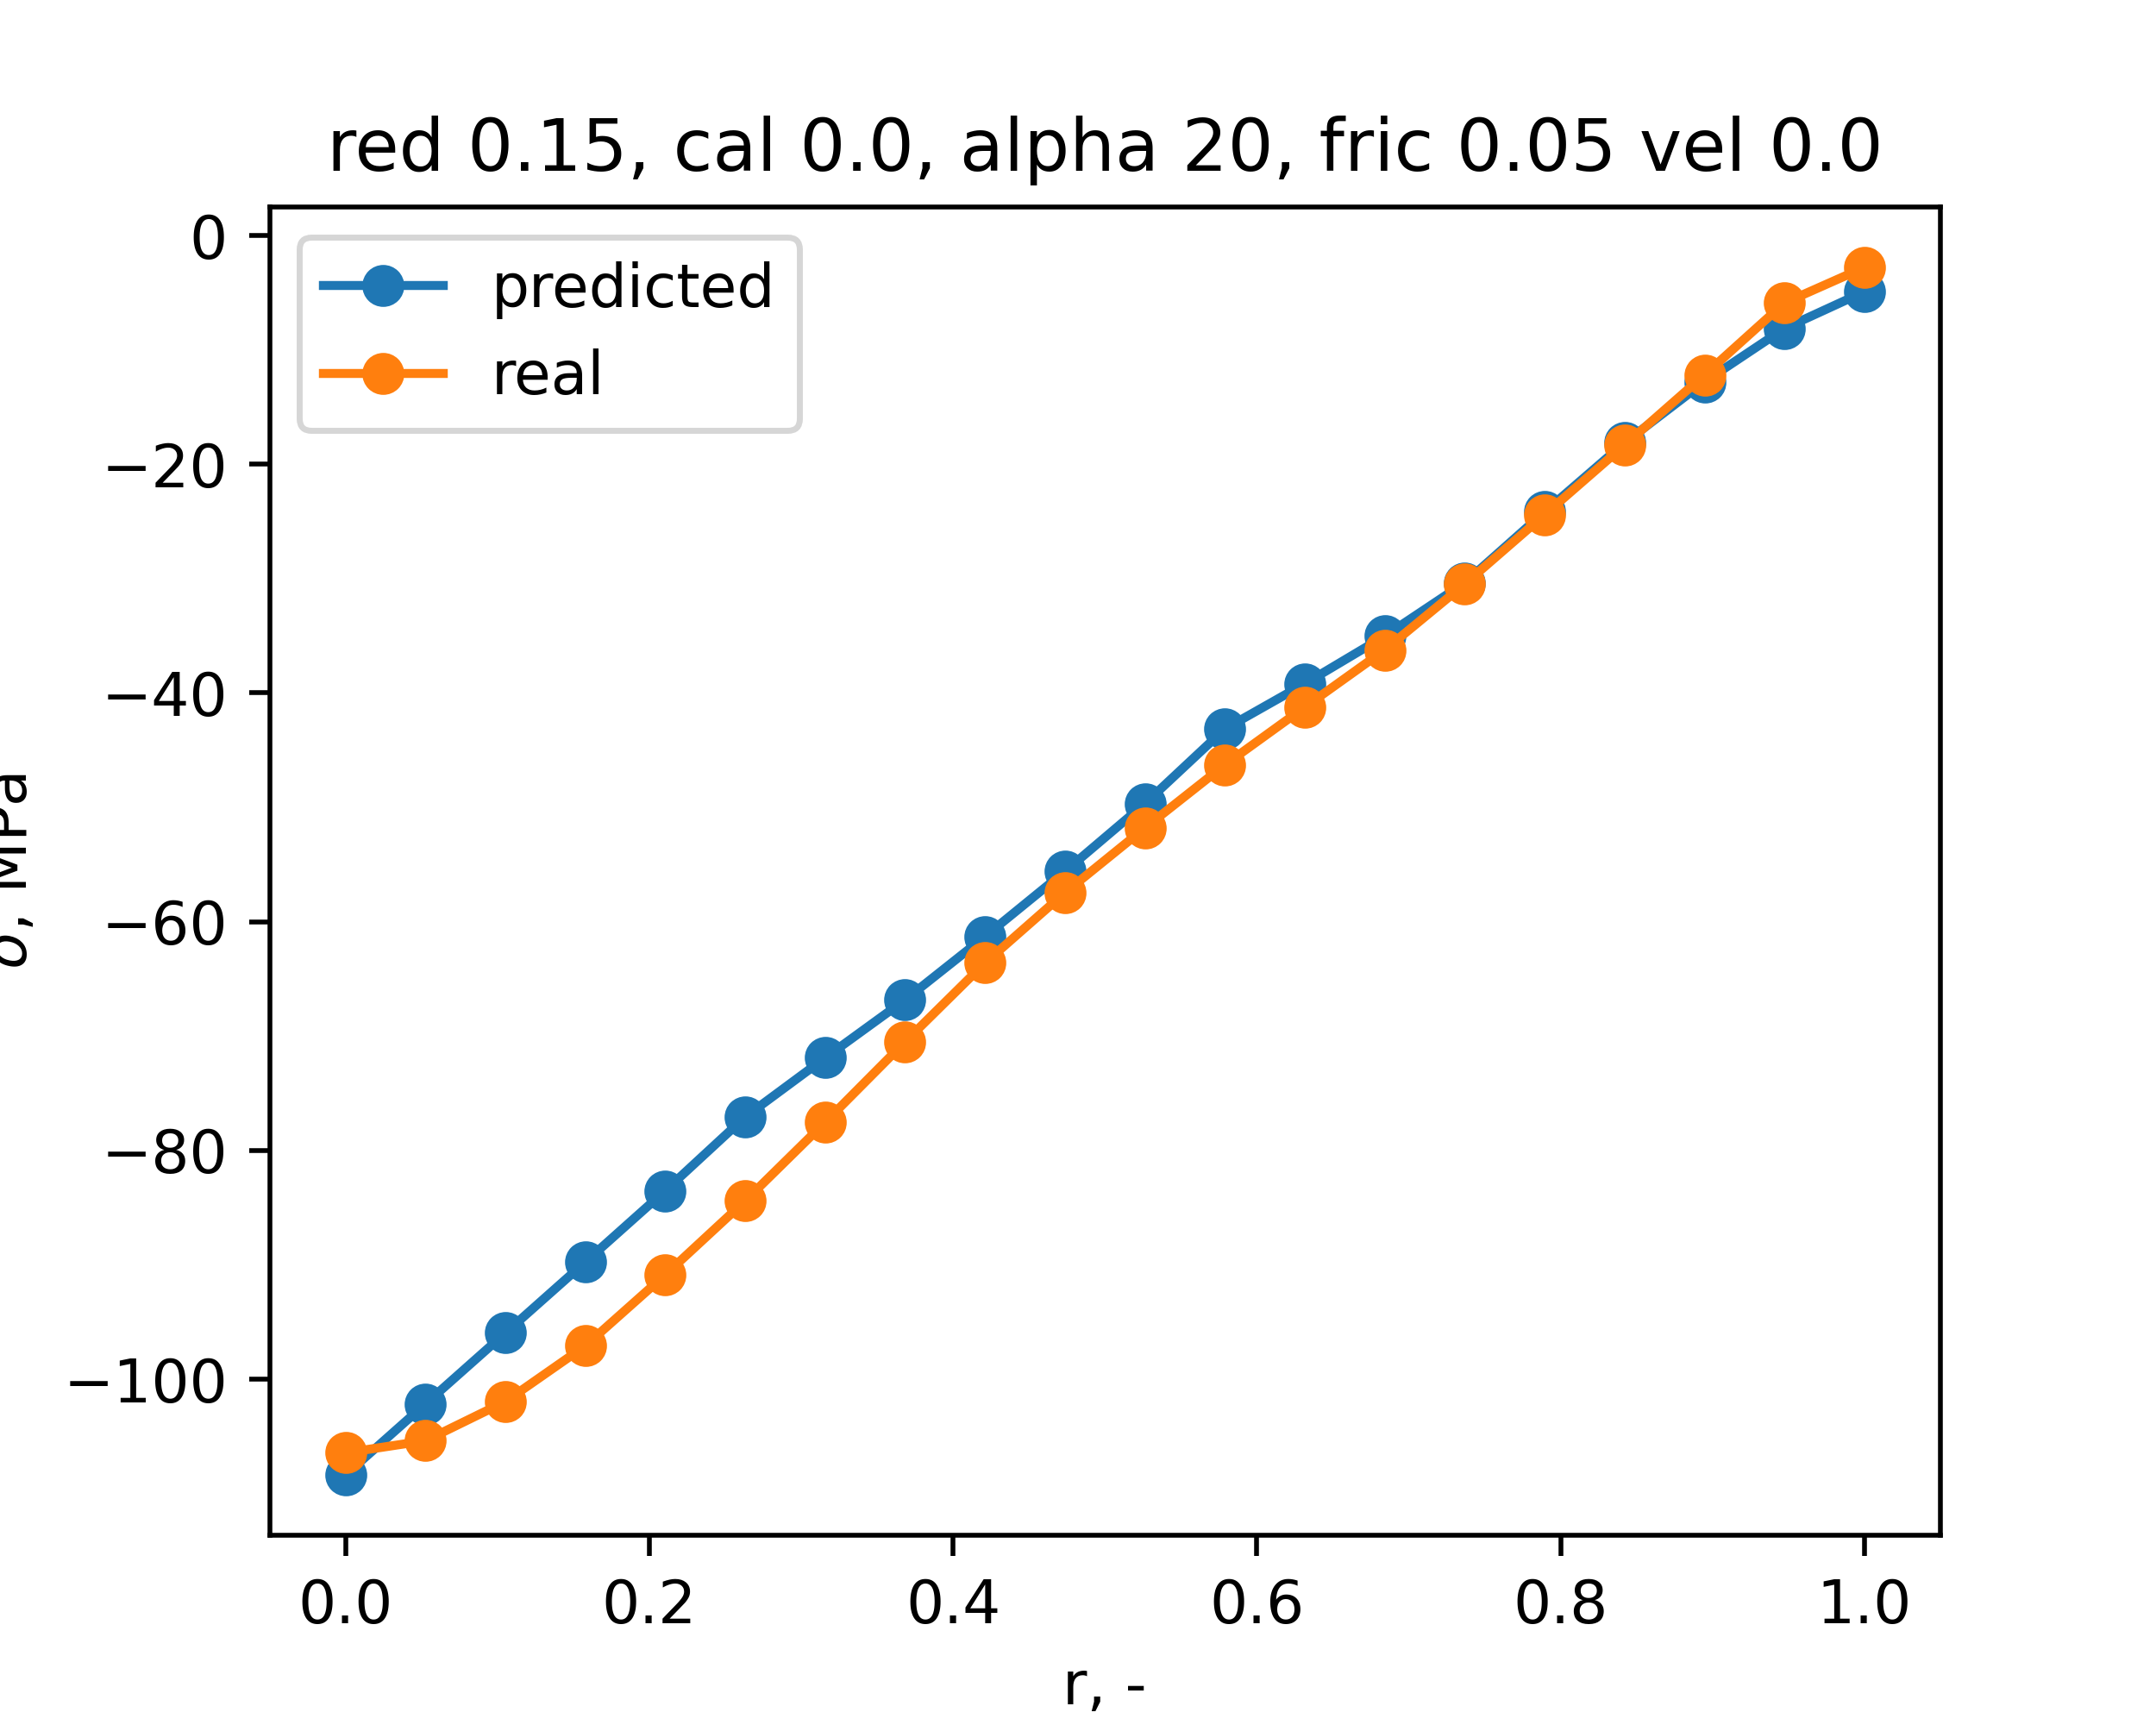 red 0.15, cal 0.0, alpha 20, fric 0.05 vel 0.0
predicted
real
0
−20
−40
−60
−80
−100
σ, MPa
0.0 0.2 0.4 0.6 0.8 1.0
r, -